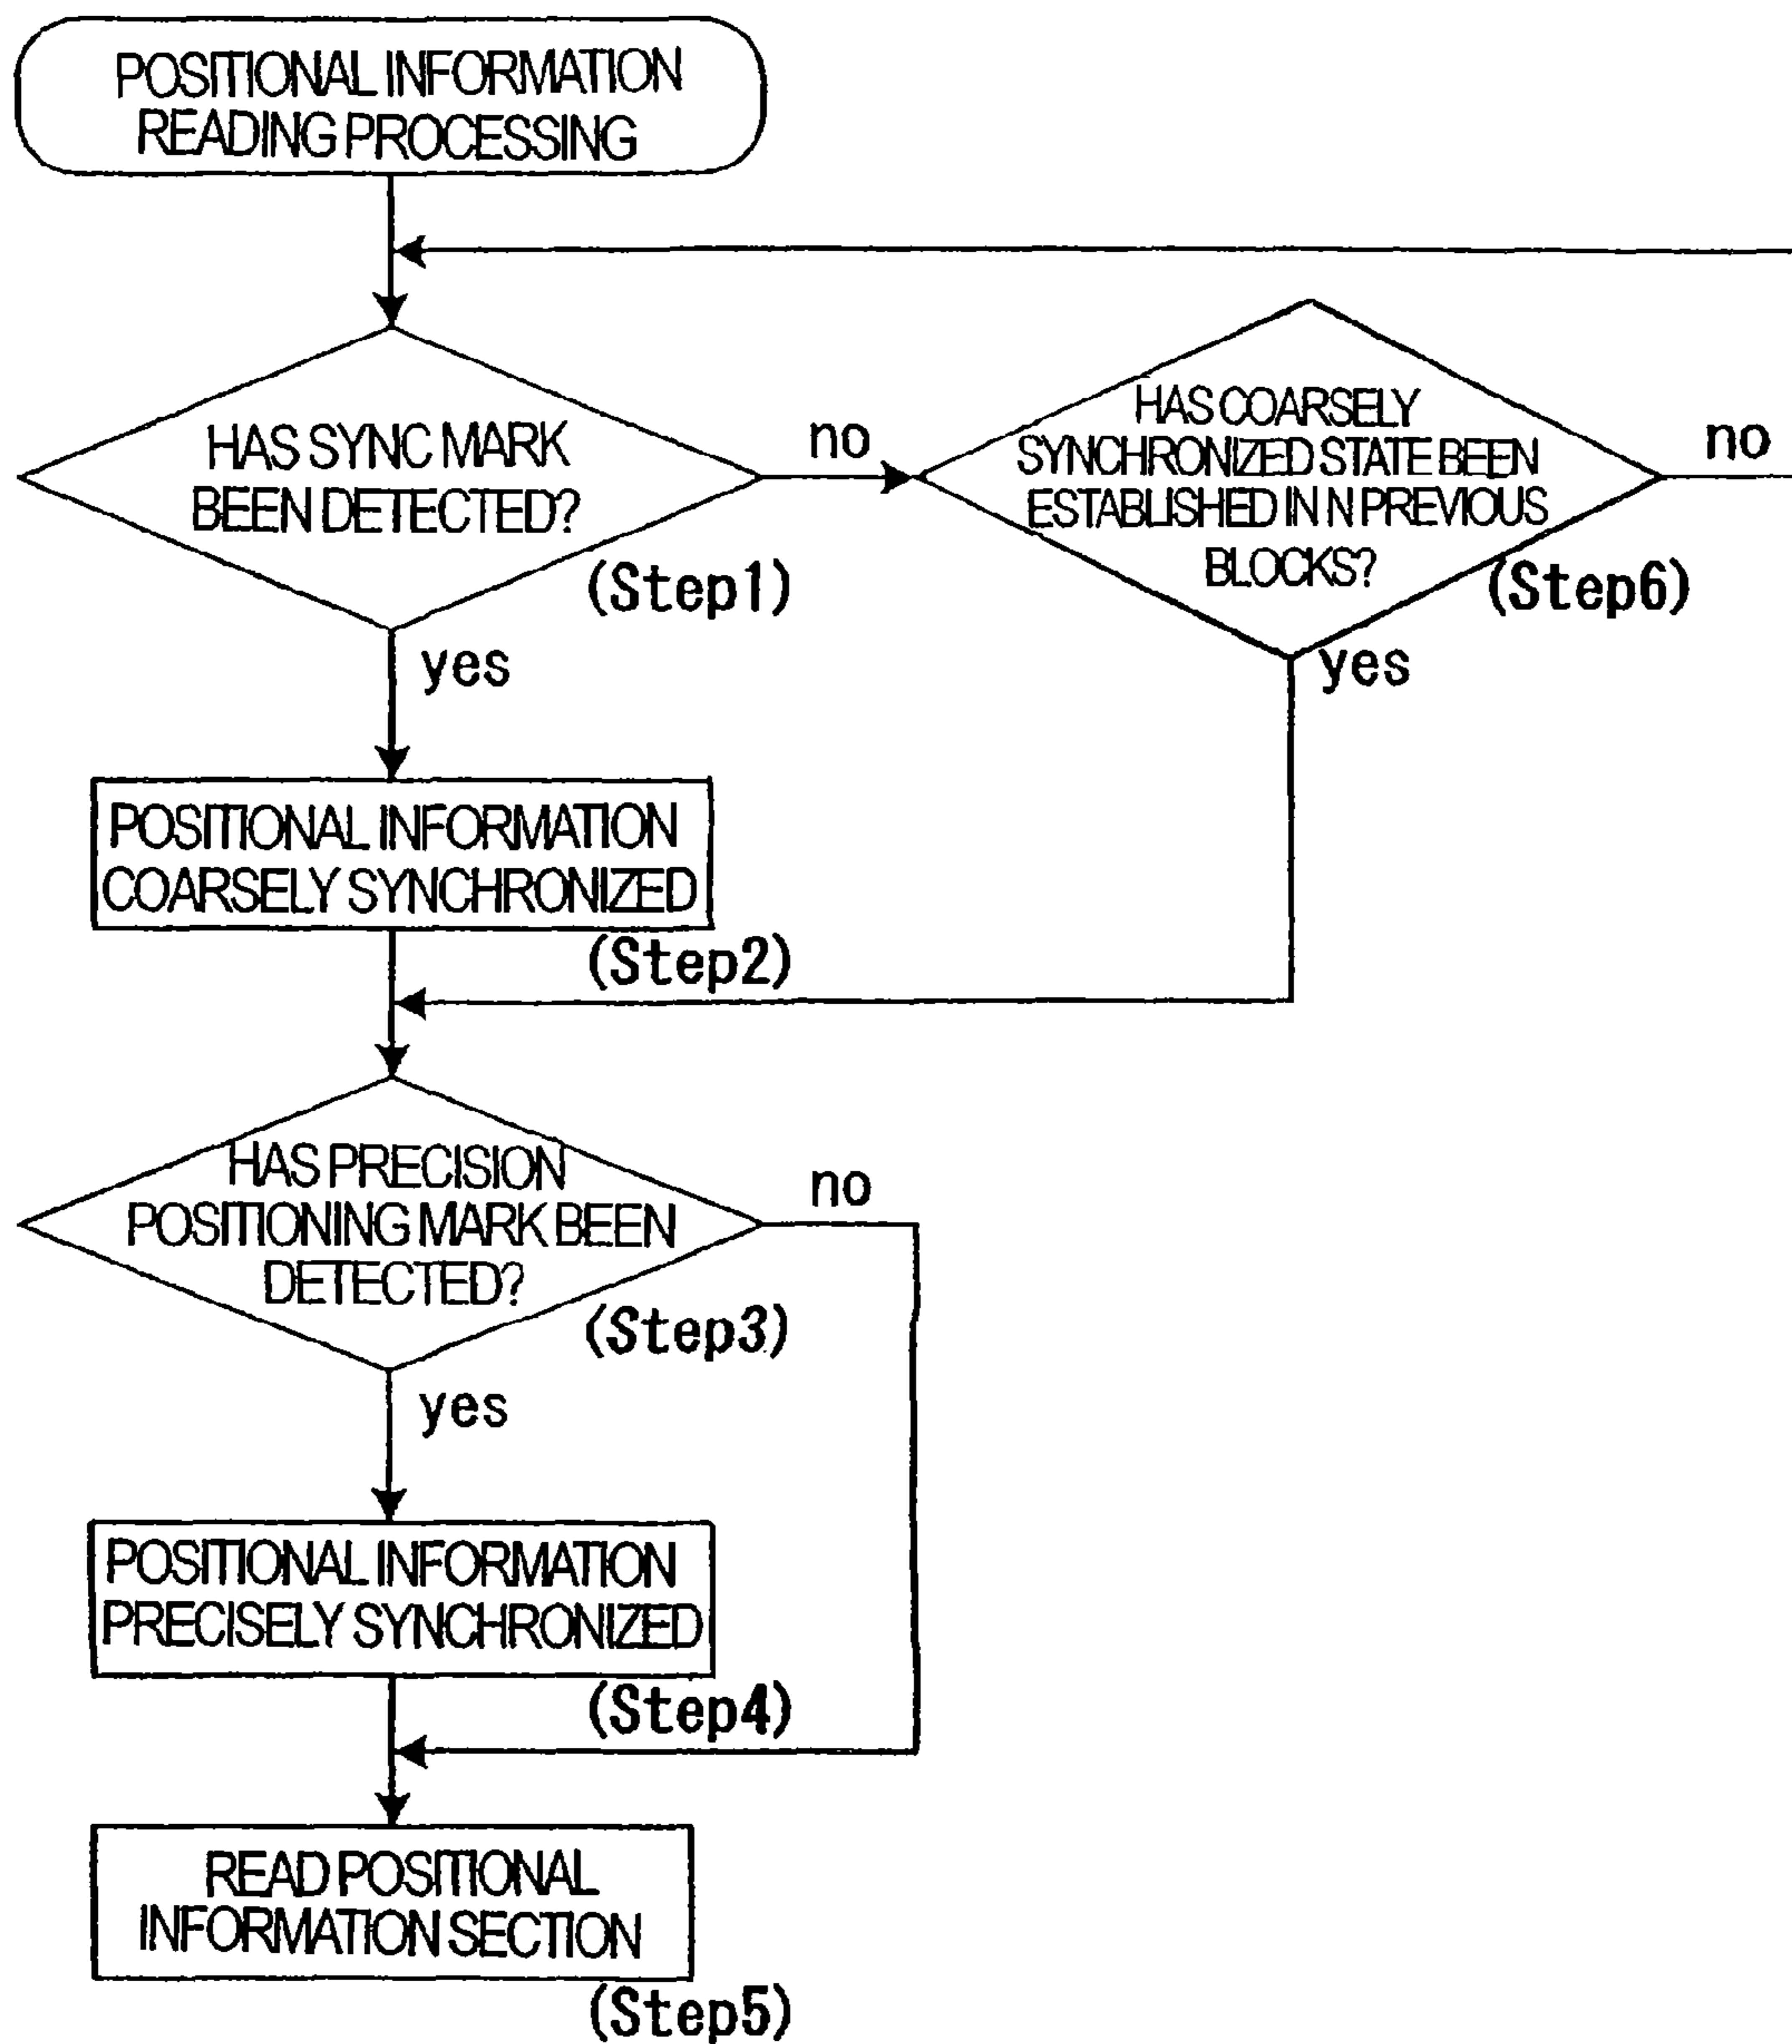 POSITIONAL INFORMATION
READING PROCESSING
HAS SYNC MARK
BEEN DETECTED?
(Step1)
no
HAS COARSELY
SYNCHRONIZED STATE BEEN
ESTABLISHED IN N PREVIOUS
BLOCKS?
(Step6)
no
yes
yes
POSITIONAL INFORMATION
COARSELY SYNCHRONIZED
(Step2)
HAS PRECISION
POSITIONING MARK BEEN
DETECTED?
(Step3)
no
yes
POSITIONAL INFORMATION
PRECISELY SYNCHRONIZED
(Step4)
READ POSITIONAL
INFORMATION SECTION
(Step5)